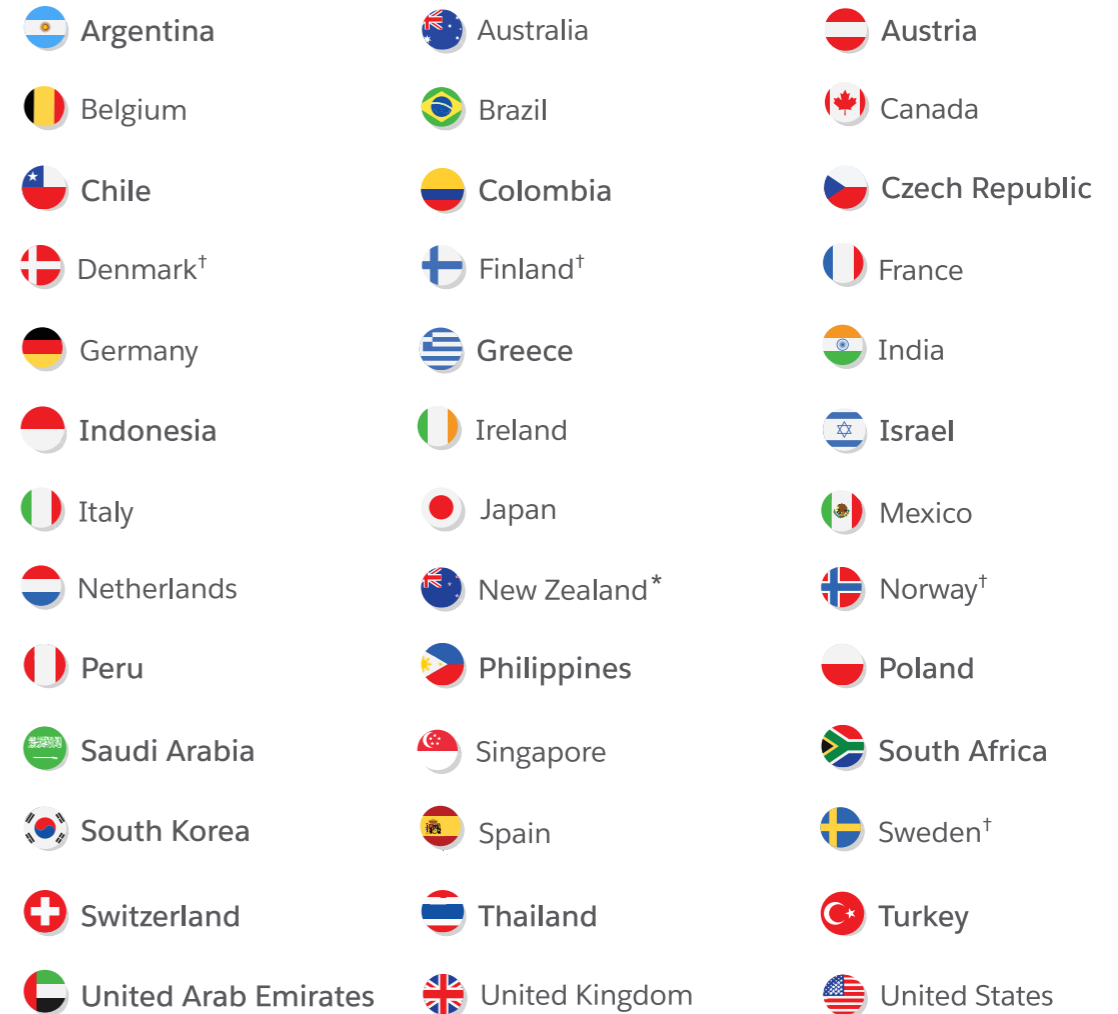 Argentina Australia Austria
Belgium Brazil Canada
Chile Colombia Czech Republic
Denmark† Finland† France
Germany Greece India
Indonesia Ireland Israel
Italy Japan Mexico
Netherlands New Zealand* Norway†
Peru Philippines Poland
Saudi Arabia Singapore South Africa
South Korea Spain Sweden†
Switzerland Thailand Turkey
United Arab Emirates United Kingdom United States